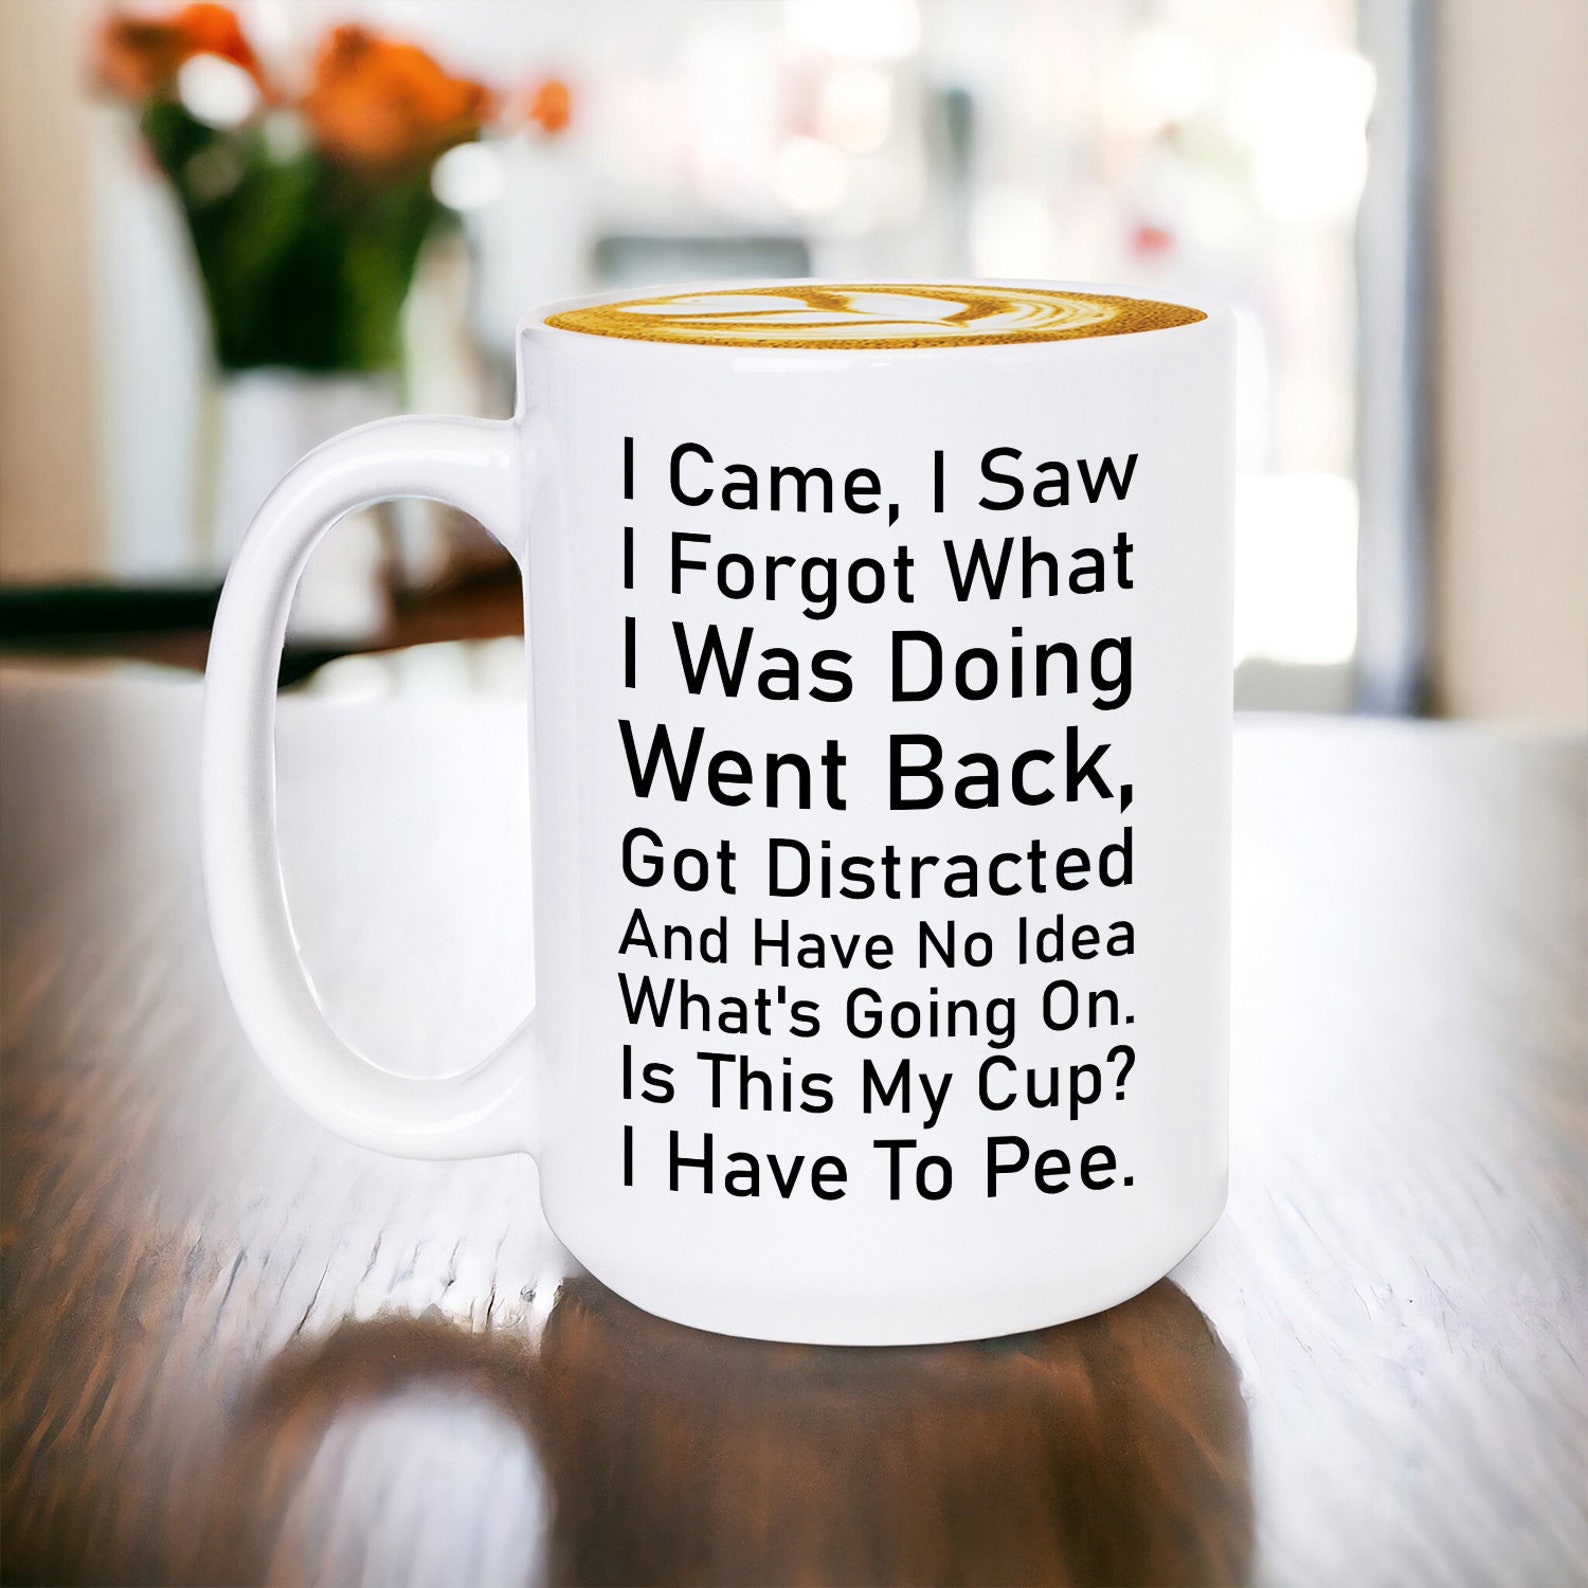 I Came, I Saw
I Forgot What
I Was Doing
Went Back,
Got Distracted
And Have No Idea
What's Going On.
Is This My Cup?
I Have To Pee.